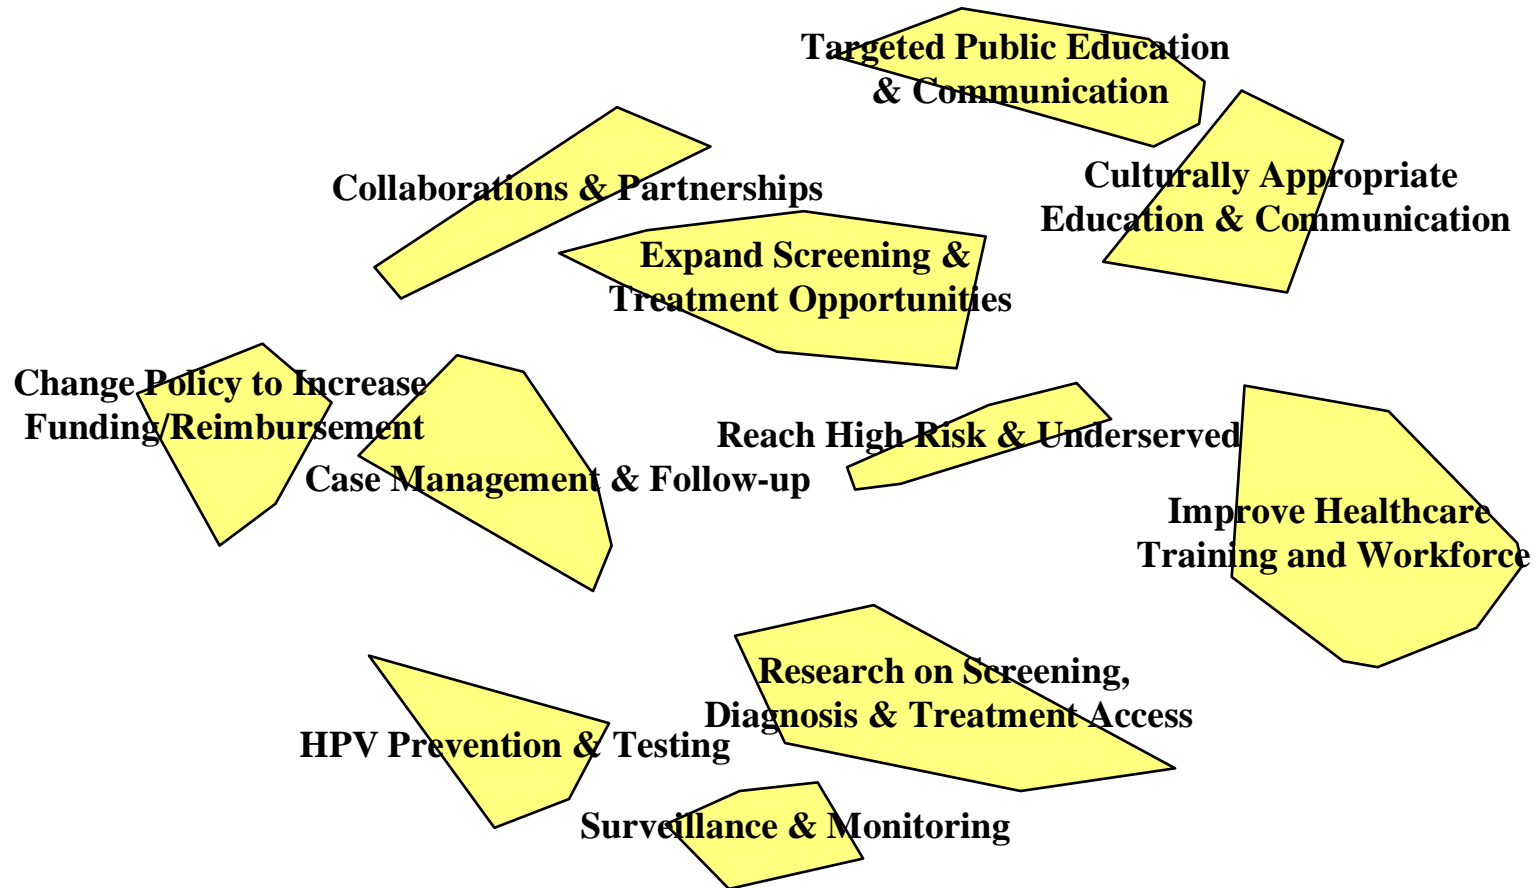 Targeted Public Education
& Communication
Culturally Appropriate
Education & Communication
Collaborations & Partnerships
Expand Screening &
Treatment Opportunities
Change Policy to Increase
Funding/Reimbursement
Case Management & Follow-up
Reach High Risk & Underserved
Improve Healthcare
Training and Workforce
Research on Screening,
Diagnosis & Treatment Access
HPV Prevention & Testing
Surveillance & Monitoring